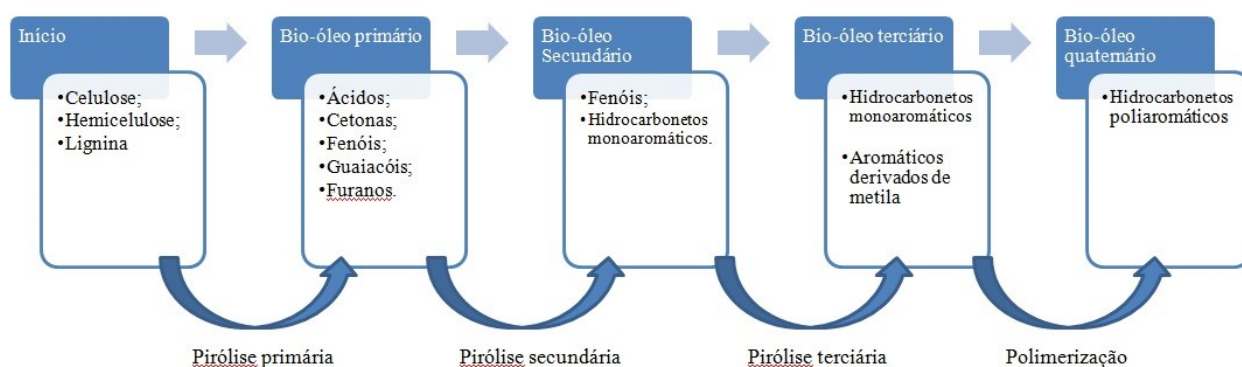 Início
•Celulose;
•Hemicelulose;
•Lignina
Bio-óleo primário
•Ácidos;
•Cetonas;
•Fenóis;
•Guaiacóis;
•Furanos.
Bio-óleo
Secundário
•Fenóis;
•Hidrocarbonetos
monoaromáticos.
Bio-óleo terciário
•Hidrocarbonetos
monoaromáticos
•Aromáticos
derivados de
metila
Bio-óleo
quaternário
•Hidrocarbonetos
poliaromáticos
Pirólise primária
Pirólise secundária
Pirólise terciária
Polimerização